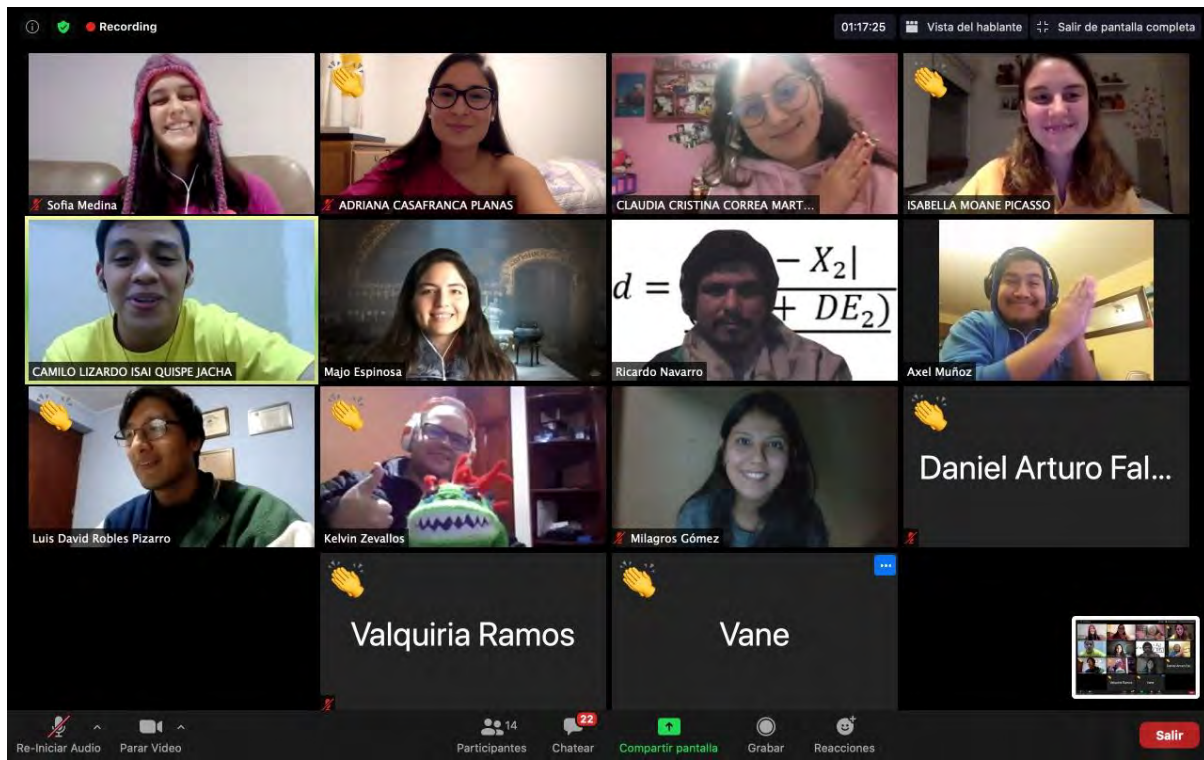 Recording
01:17:25
Vista del hablante
Salir de pantalla completa
Sofia Medina
ADRIANA CASAFRANCA PLANAS
CLAUDIA CRISTINA CORREA MART...
ISABELLA MOANE PICASSO
CAMILO LIZARDO ISAI QUISPE JACHA
Majo Espinosa
d = - X₂|
+ DE₂)
Ricardo Navarro
Axel Muñoz
Luis David Robles Pizarro
Kelvin Zevallos
Milagros Gómez
Daniel Arturo Fal...
Valquiria Ramos
Vane
Re-Iniciar Audio
Parar Video
14
Participantes
22
Chatear
Compartir pantalla
Grabar
Reacciones
Salir